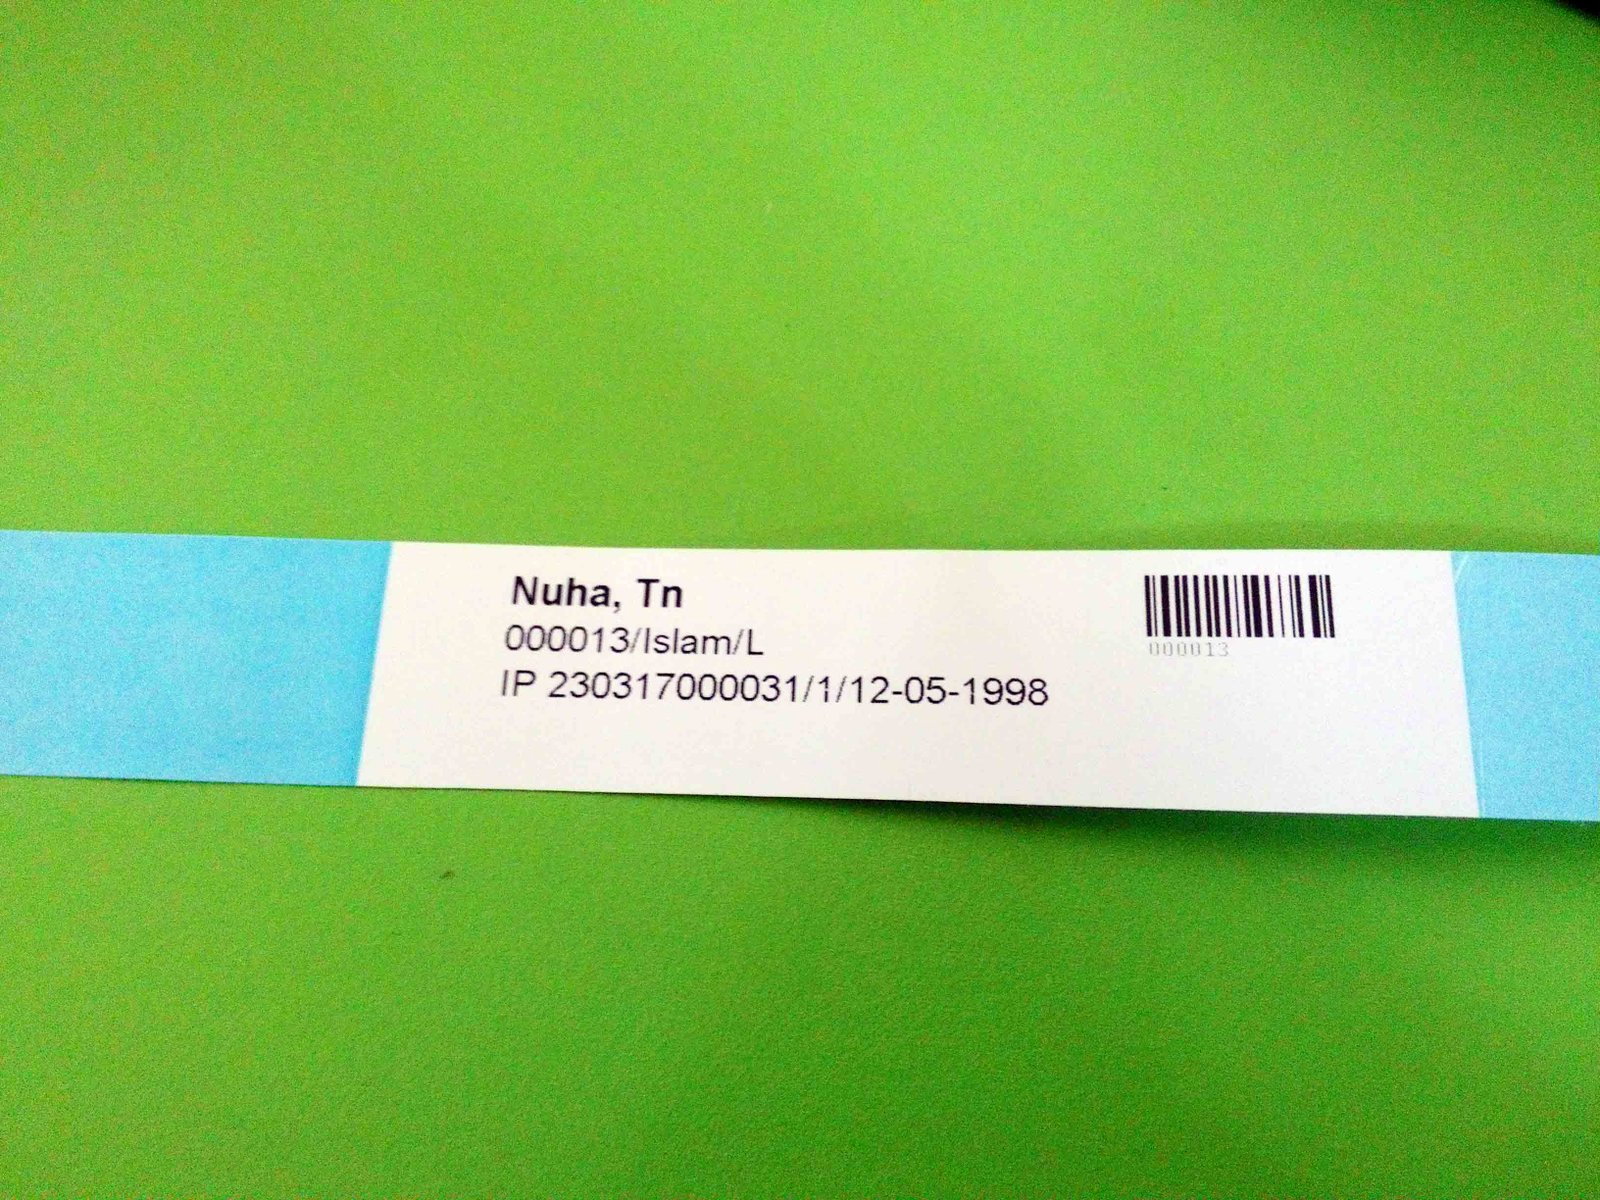 Nuha, Tn
000013/Islam/L
IP 230317000031/1/12-05-1998
000013